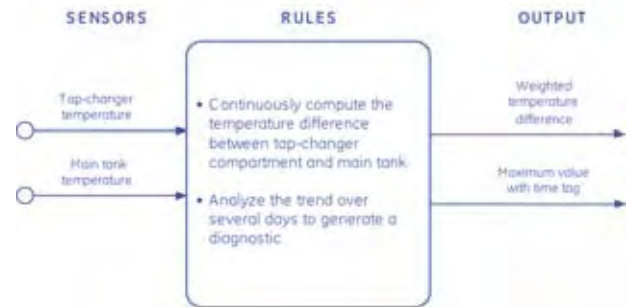 SENSORS
RULES
OUTPUT
Tap-changer
temperature
Main tank
temperature
• Continuously compute the
temperature difference
between tap-changer
compartment and main tank
• Analyze the trend over
several days to generate a
diagnostic
Weighted
temperature
difference
Maximum value
with time tag